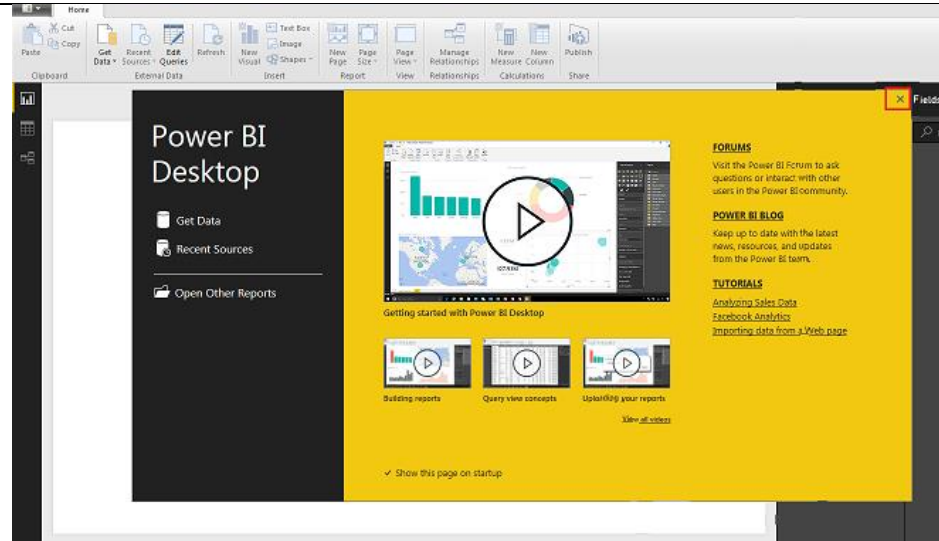 Home
Cut
Copy
Paste
Clipboard
Get Data
Recent Sources
Edit Queries
Refresh
External Data
New Visual
Text Box
Image
Shapes
Insert
New Page
Page Size
Report
Page View
View
Manage Relationships
Relationships
New Measure
New Column
Calculations
Publish
Share
Fields
Power BI
Desktop
Get Data
Recent Sources
Open Other Reports
Getting started with Power BI Desktop
Building reports
Query view concepts
Uploading your reports
View all videos
Show this page on startup
FORUMS
Visit the Power BI Forum to ask
questions or interact with other
users in the Power BI community.
POWER BI BLOG
Keep up to date with the latest
news, resources, and updates
from the Power BI team.
TUTORIALS
Analyzing Sales Data
Facebook Analytics
Importing data from a Web page